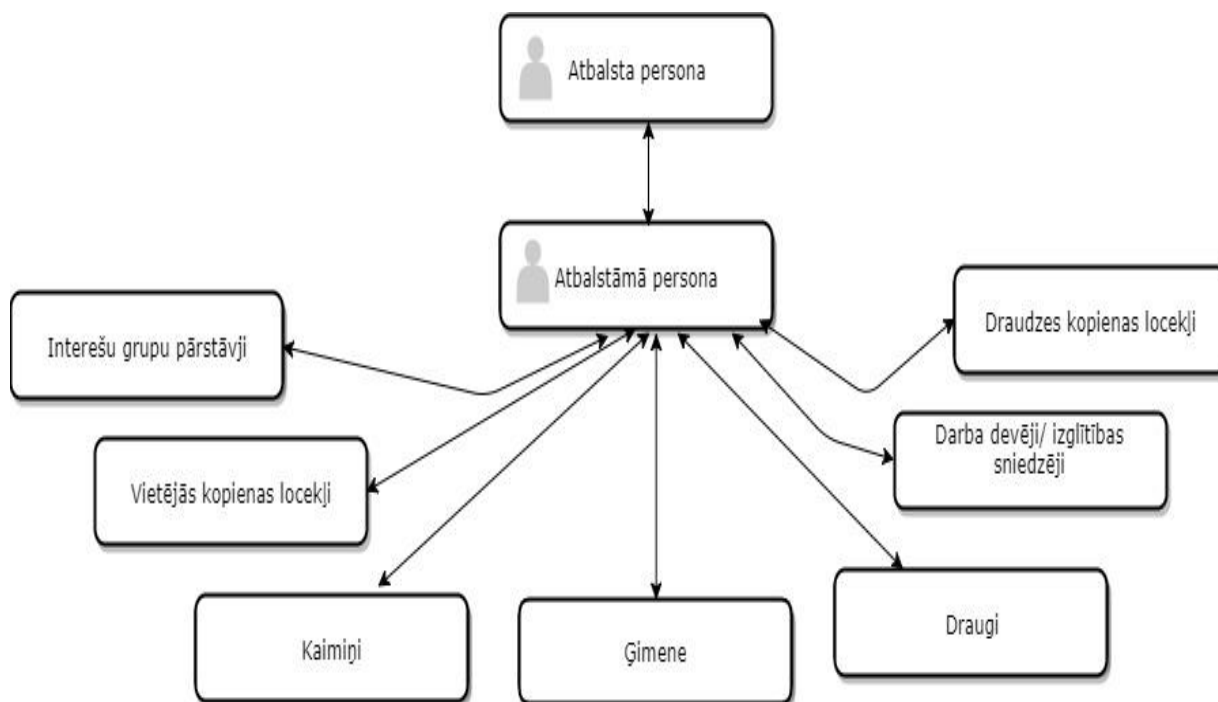 Atbalsta persona
Atbalstāmā persona
Draudzes kopienas locekļi
Interešu grupu pārstāvji
Darba devēji/ izglītības
sniedzēji
Vietējās kopienas locekļi
Draugi
Kaimiņi
Ģimene